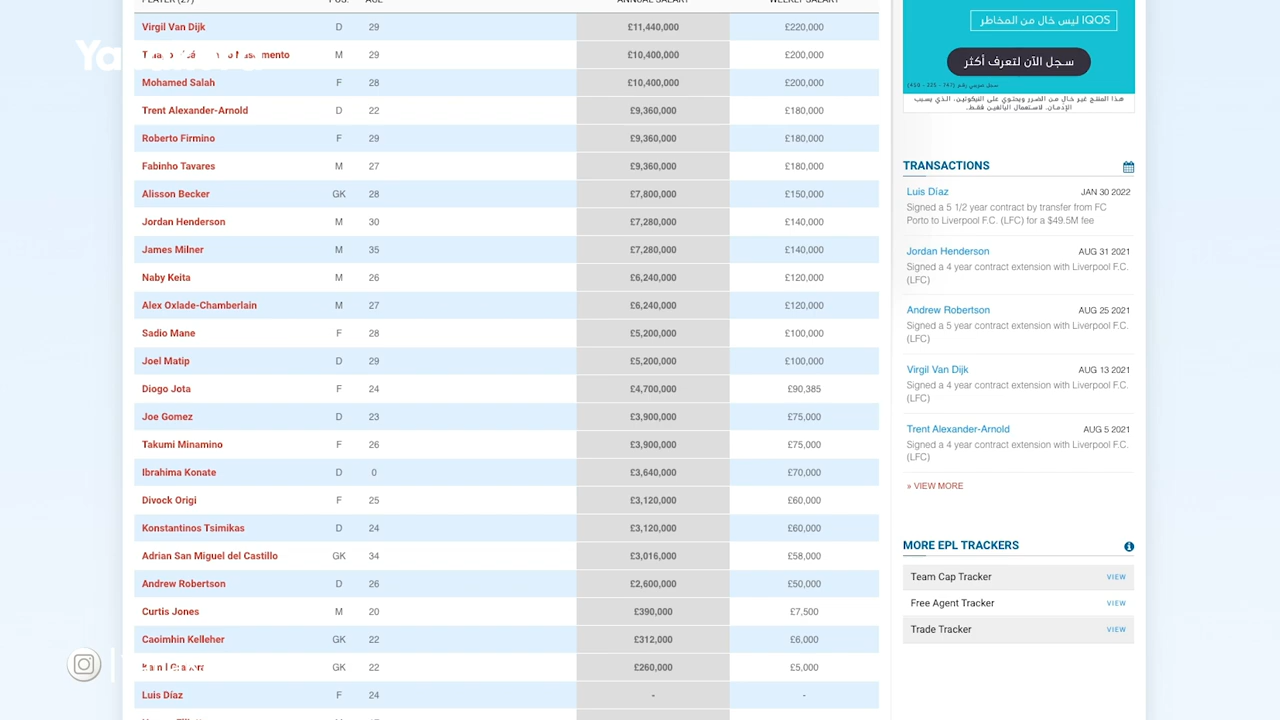 Virgil Van Dijk D 29 £11,440,000 £220,000
M 29 £10,400,000 £200,000
Mohamed Salah F 28 £10,400,000 £200,000
Trent Alexander-Arnold D 22 £9,360,000 £180,000
Roberto Firmino F 29 £9,360,000 £180,000
Fabinho Tavares M 27 £9,360,000 £180,000
Alisson Becker GK 28 £7,800,000 £150,000
Jordan Henderson M 30 £7,280,000 £140,000
James Milner M 35 £7,280,000 £140,000
Naby Keita M 26 £6,240,000 £120,000
Alex Oxlade-Chamberlain M 27 £6,240,000 £120,000
Sadio Mane F 28 £5,200,000 £100,000
Joel Matip D 29 £5,200,000 £100,000
Diogo Jota F 24 £4,700,000 £90,385
Joe Gomez D 23 £3,900,000 £75,000
Takumi Minamino F 26 £3,900,000 £75,000
Ibrahima Konate D 0 £3,640,000 £70,000
Divock Origi F 25 £3,120,000 £60,000
Konstantinos Tsimikas D 24 £3,120,000 £60,000
Adrian San Miguel del Castillo GK 34 £3,016,000 £58,000
Andrew Robertson D 26 £2,600,000 £50,000
Curtis Jones M 20 £390,000 £7,500
Caoimhin Kelleher GK 22 £312,000 £6,000
GK 22 £260,000 £5,000
Luis Díaz F 24 - -
IQOS ليس خال من المخاطر
سجل الآن لتعرف أكثر
هذا المنتج غير خال من الضرر ويحتوي على النيكوتين، الذي يسبب
الإدمان. لاستعمال البالغين فقط.
TRANSACTIONS
Luis Díaz JAN 30 2022
Signed a 5 1/2 year contract by transfer from FC
Porto to Liverpool F.C. (LFC) for a $49.5M fee
Jordan Henderson AUG 31 2021
Signed a 4 year contract extension with Liverpool F.C.
(LFC)
Andrew Robertson AUG 25 2021
Signed a 5 year contract extension with Liverpool F.C.
(LFC)
Virgil Van Dijk AUG 13 2021
Signed a 4 year contract extension with Liverpool F.C.
(LFC)
Trent Alexander-Arnold AUG 5 2021
Signed a 4 year contract extension with Liverpool F.C.
(LFC)
» VIEW MORE
MORE EPL TRACKERS
Team Cap Tracker VIEW
Free Agent Tracker VIEW
Trade Tracker VIEW